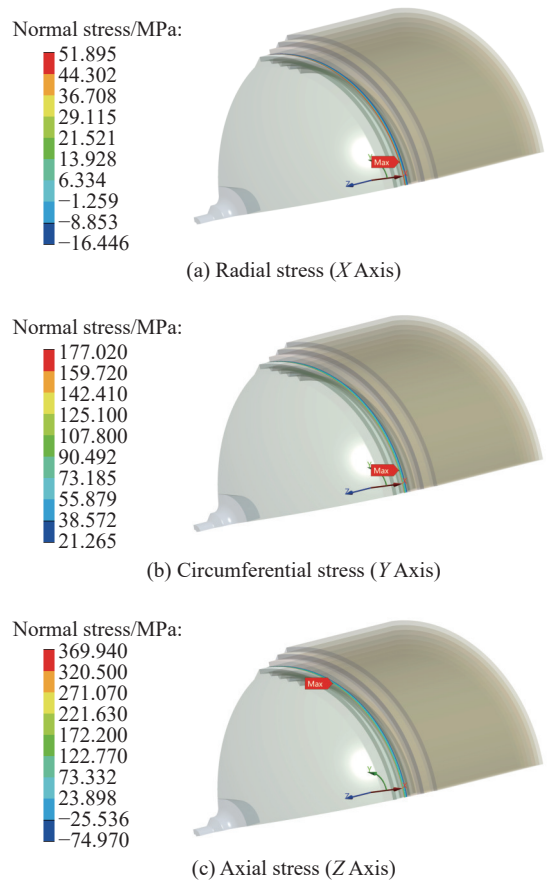 Normal stress/MPa:
51.895
44.302
36.708
29.115
21.521
13.928
6.334
−1.259
−8.853
−16.446
Max
Z
(a) Radial stress (X Axis)
Normal stress/MPa:
177.020
159.720
142.410
125.100
107.800
90.492
73.185
55.879
38.572
21.265
Max
Z
(b) Circumferential stress (Y Axis)
Normal stress/MPa:
369.940
320.500
271.070
221.630
172.200
122.770
73.332
23.898
−25.536
−74.970
Max
Y
Z
(c) Axial stress (Z Axis)